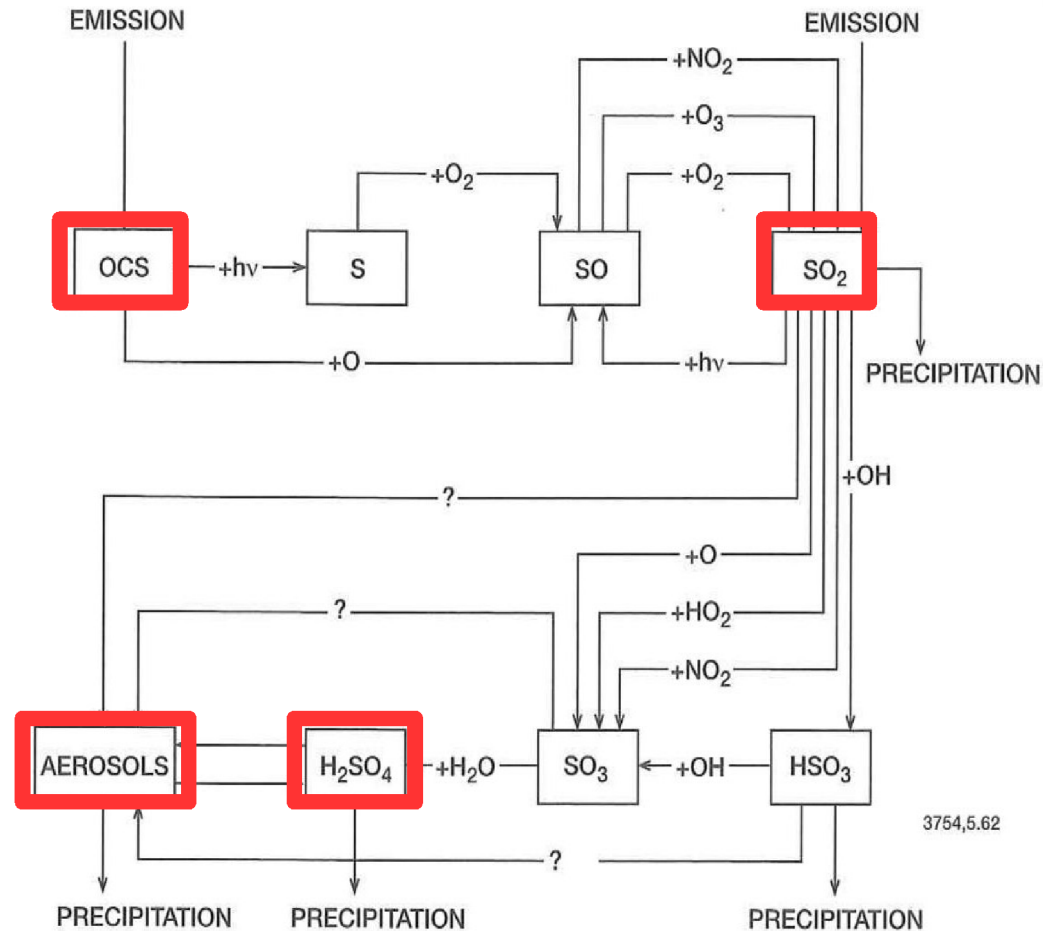 EMISSION
EMISSION
+NO₂
+O₃
+O₂
+O₂
OCS
+hν
S
SO
SO₂
+O
+hν
PRECIPITATION
+OH
?
+O
?
+HO₂
+NO₂
AEROSOLS
H₂SO₄
+H₂O
SO₃
+OH
HSO₃
3754,5.62
?
PRECIPITATION
PRECIPITATION
PRECIPITATION